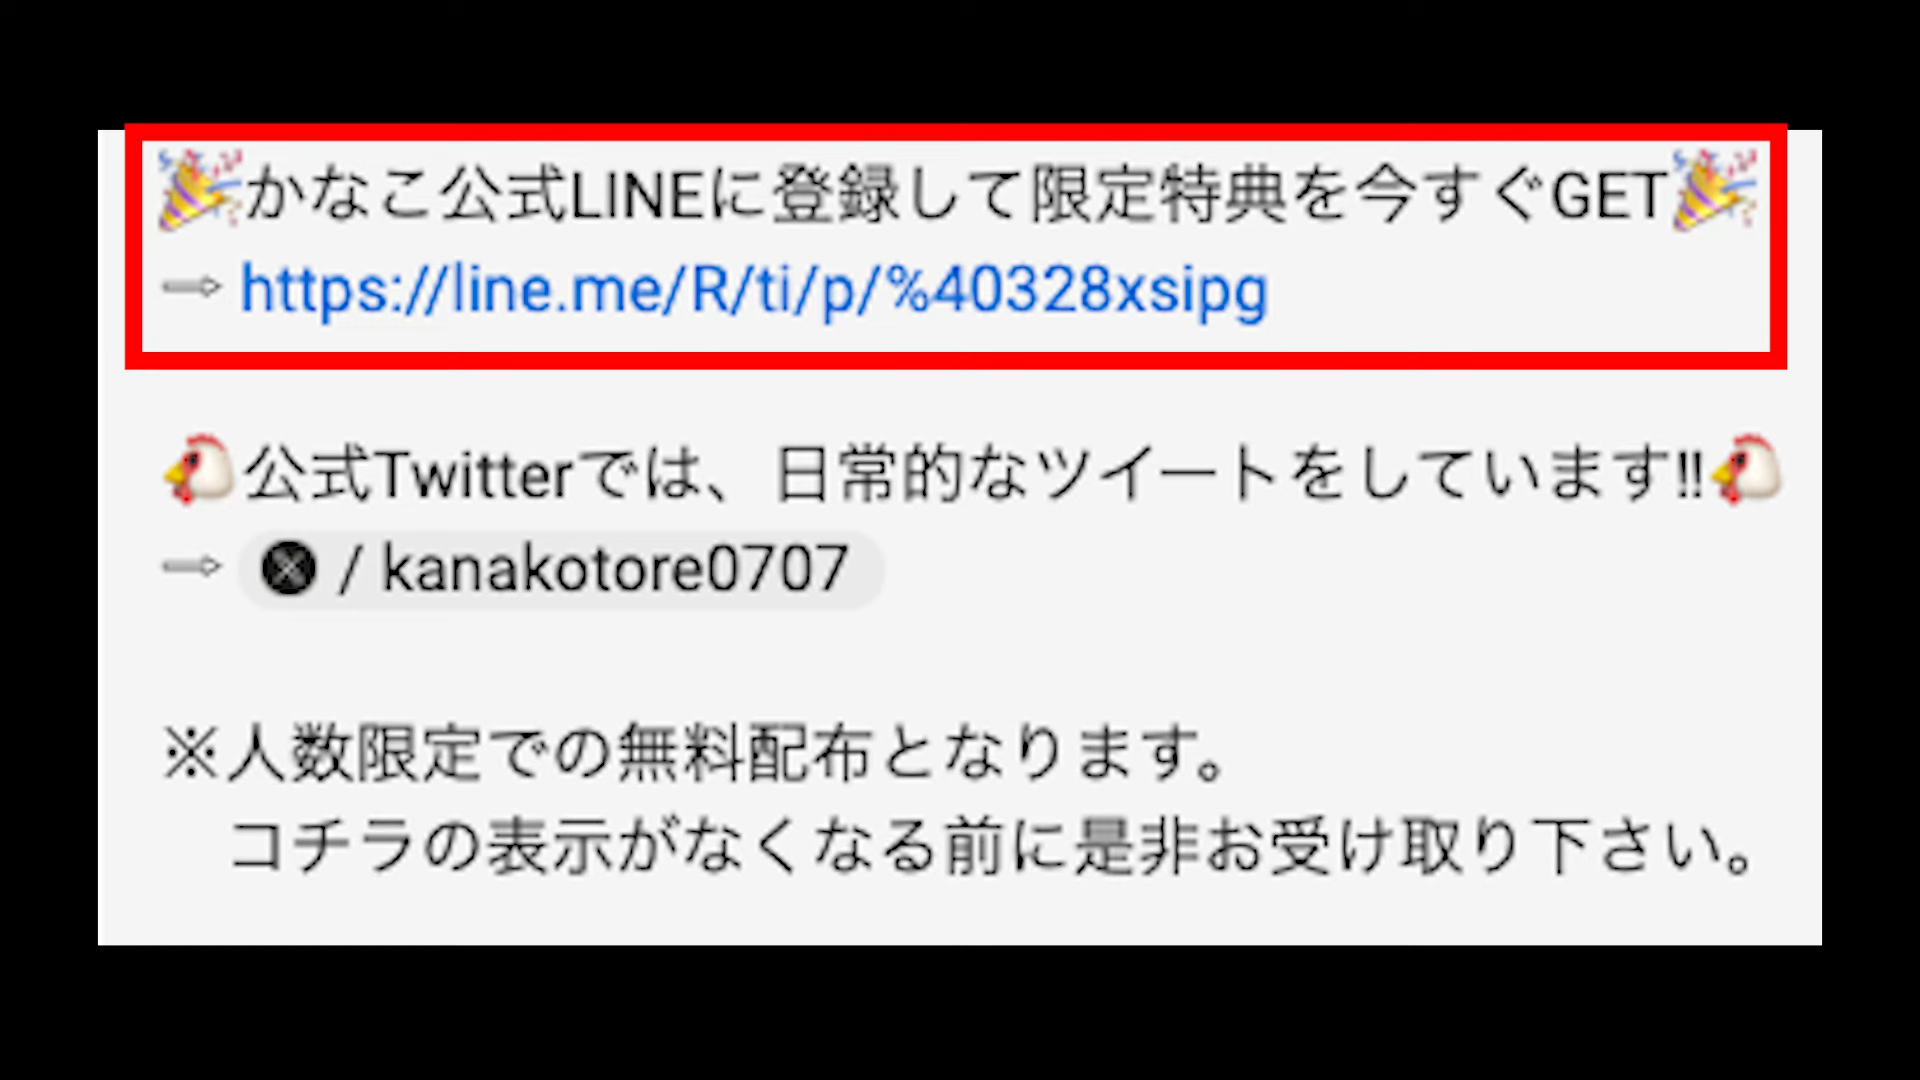 🎉かなこ公式LINEに登録して限定特典を今すぐGET🎉
⇒ https://line.me/R/ti/p/%40328xsipg
🐔公式Twitterでは、日常的なツイートをしています‼🐔
⇒ / kanakotore0707
※人数限定での無料配布となります。
コチラの表示がなくなる前に是非お受け取り下さい。